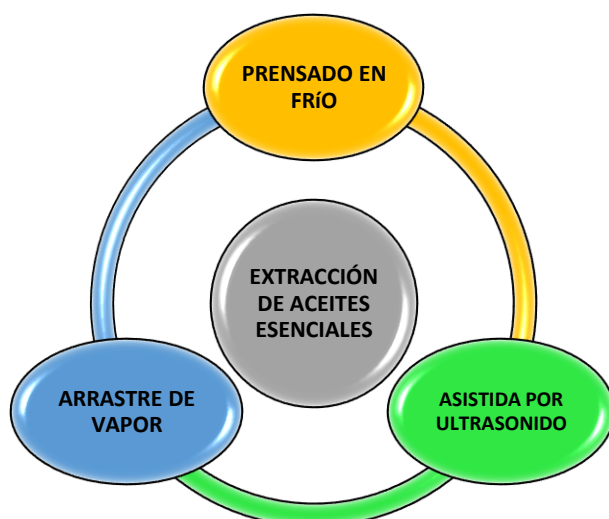 PRENSADO EN
FRíO
EXTRACCIÓN
DE ACEITES
ESENCIALES
ARRASTRE DE
VAPOR
ASISTIDA POR
ULTRASONIDO